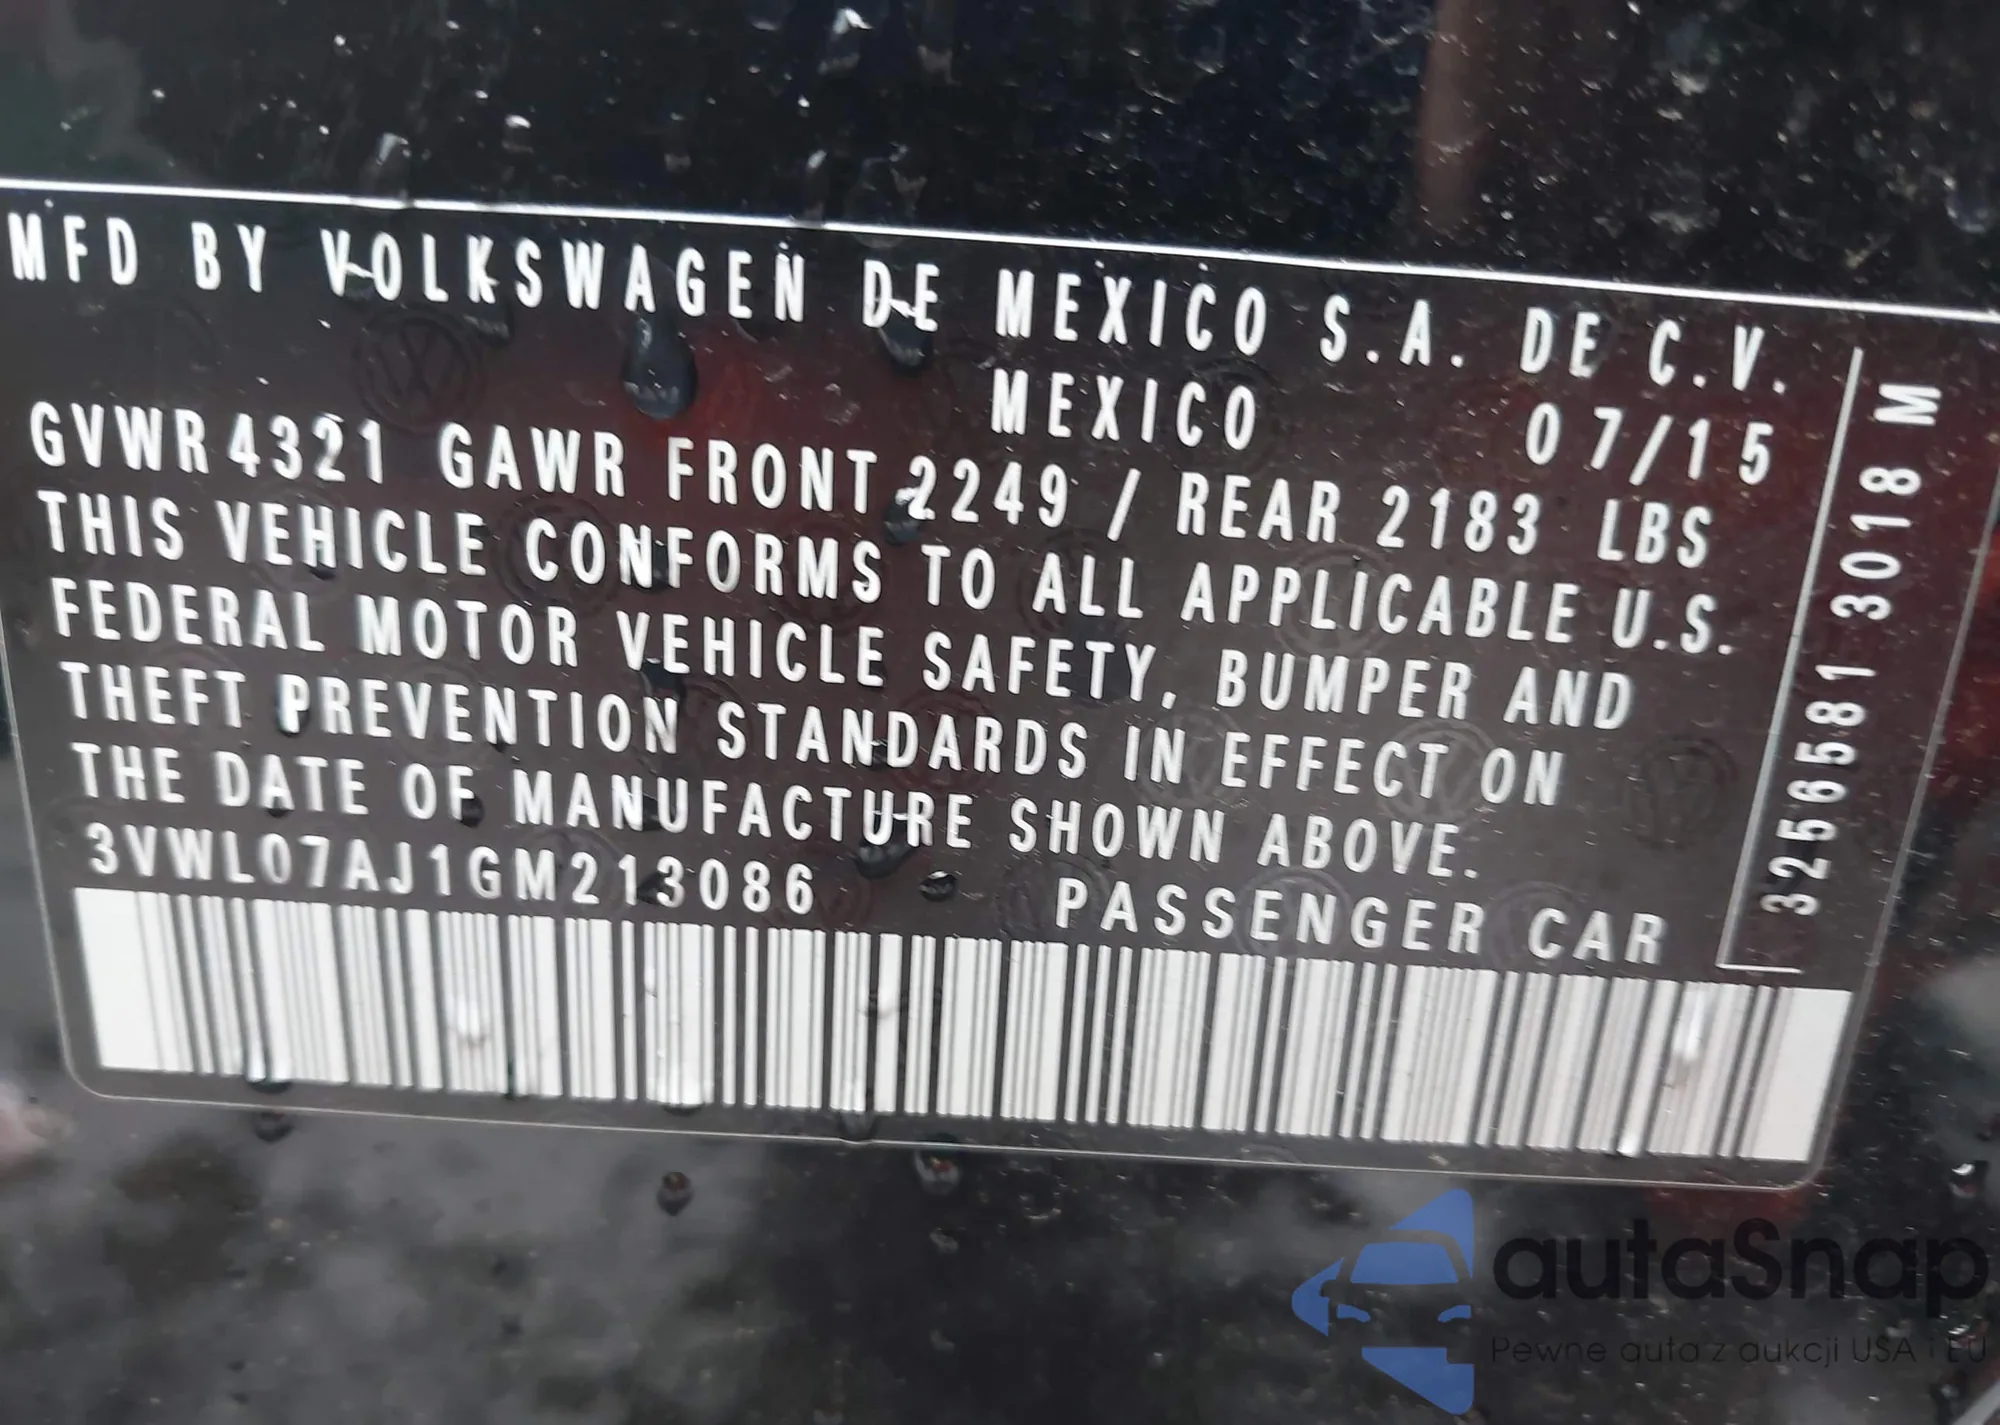 MFD BY VOLKSWAGEN DE MEXICO S.A. DE C.V.
MEXICO 07/15
GVWR 4321 GAWR FRONT 2249 / REAR 2183 LBS
THIS VEHICLE CONFORMS TO ALL APPLICABLE U.S.
FEDERAL MOTOR VEHICLE SAFETY, BUMPER AND
THEFT PREVENTION STANDARDS IN EFFECT ON
THE DATE OF MANUFACTURE SHOWN ABOVE.
3VWL07AJ1GM213086 PASSENGER CAR
3256581 3018 M
autaSnap
Pewne auta z aukcji USA i EU